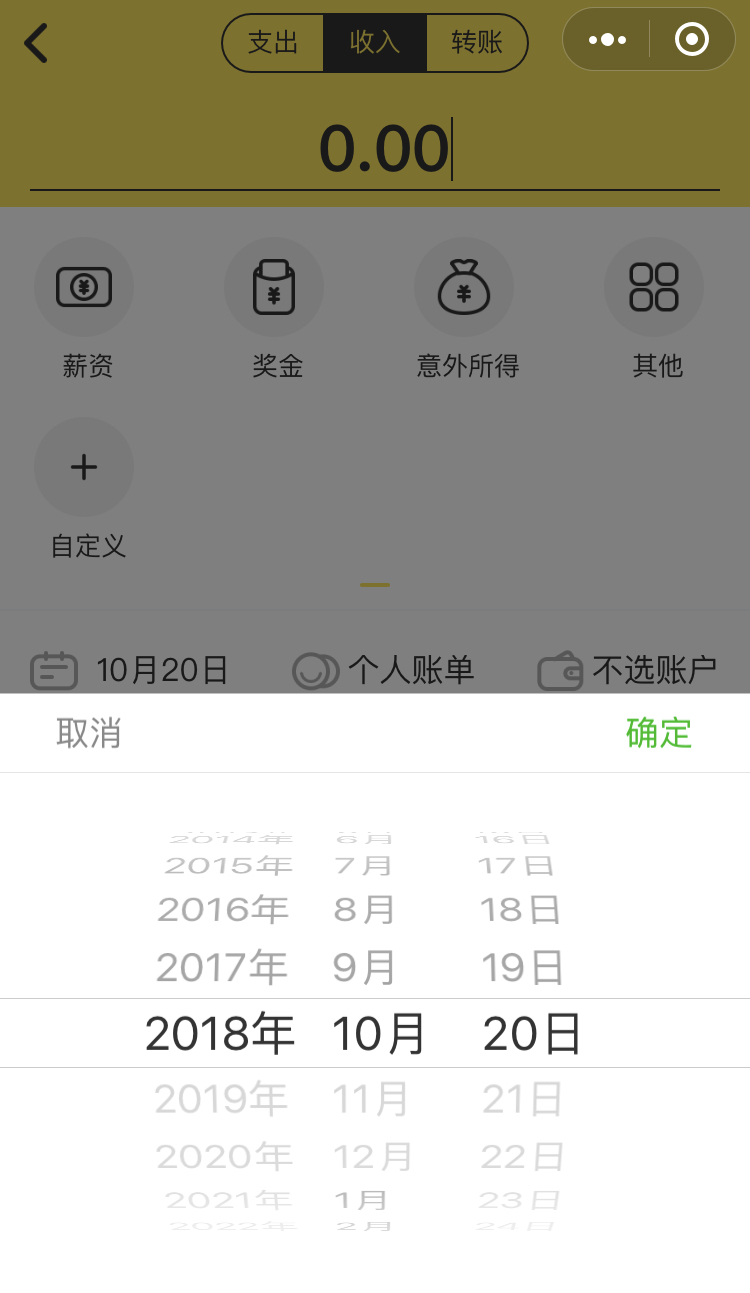 支出 收入 转账
0.00
薪资 奖金 意外所得 其他
自定义
10月20日 个人账单 不选账户
取消 确定
2014年 6月 16日
2015年 7月 17日
2016年 8月 18日
2017年 9月 19日
2018年 10月 20日
2019年 11月 21日
2020年 12月 22日
2021年 1月 23日
2022年 2月 24日